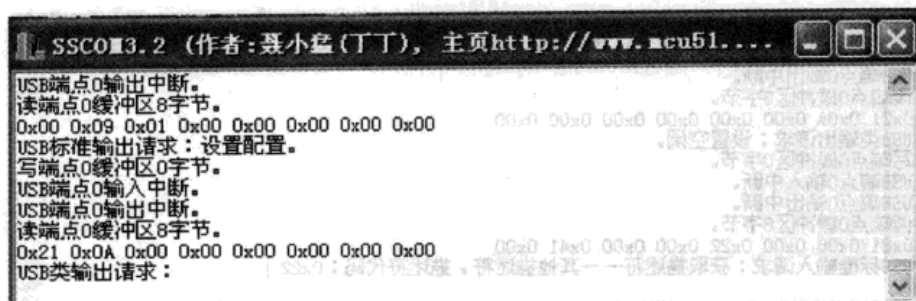 SSCOM3.2 (作者:聂小猛(丁丁), 主页http://www.mcu51....
USB端点0输出中断。
读端点0缓冲区8字节。
0x00 0x09 0x01 0x00 0x00 0x00 0x00 0x00
USB标准输出请求：设置配置。
写端点0缓冲区0字节。
USB端点0输入中断。
USB端点0输出中断。
读端点0缓冲区8字节。
0x21 0x0A 0x00 0x00 0x00 0x00 0x00 0x00
USB类输出请求：